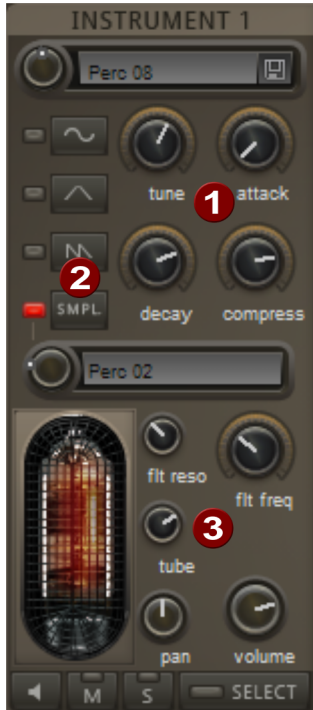 INSTRUMENT 1
Perc 08
tune 1 attack
2
SMPL
decay compress
Perc 02
flt reso
flt freq
3
tube
pan volume
M S SELECT